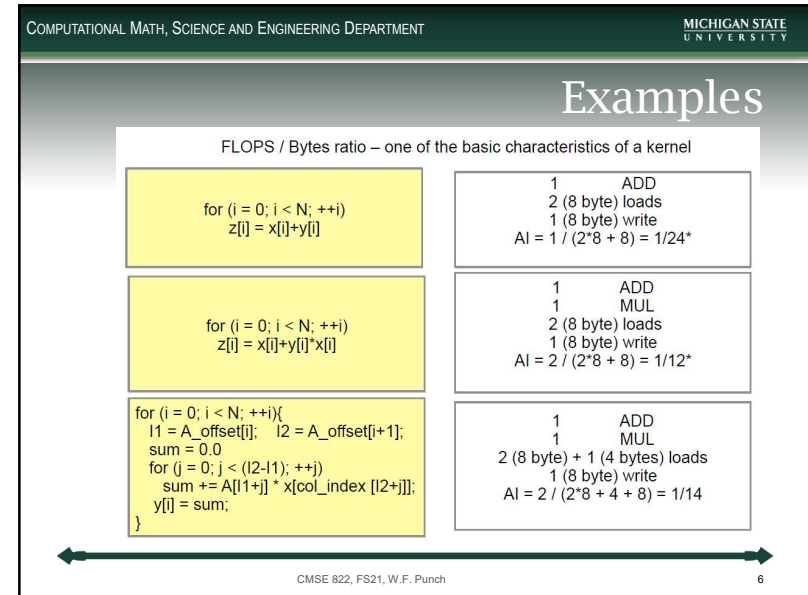 COMPUTATIONAL MATH, SCIENCE AND ENGINEERING DEPARTMENT
MICHIGAN STATE
UNIVERSITY
Examples
FLOPS / Bytes ratio – one of the basic characteristics of a kernel
for (i = 0; i < N; ++i)
z[i] = x[i]+y[i]
1 ADD
2 (8 byte) loads
1 (8 byte) write
AI = 1 / (2*8 + 8) = 1/24*
for (i = 0; i < N; ++i)
z[i] = x[i]+y[i]*x[i]
1 ADD
1 MUL
2 (8 byte) loads
1 (8 byte) write
AI = 2 / (2*8 + 8) = 1/12*
for (i = 0; i < N; ++i){
I1 = A_offset[i]; I2 = A_offset[i+1];
sum = 0.0
for (j = 0; j < (I2-I1); ++j)
sum += A[I1+j] * x[col_index [I2+j]];
y[i] = sum;
}
1 ADD
1 MUL
2 (8 byte) + 1 (4 bytes) loads
1 (8 byte) write
AI = 2 / (2*8 + 4 + 8) = 1/14
CMSE 822, FS21, W.F. Punch
6